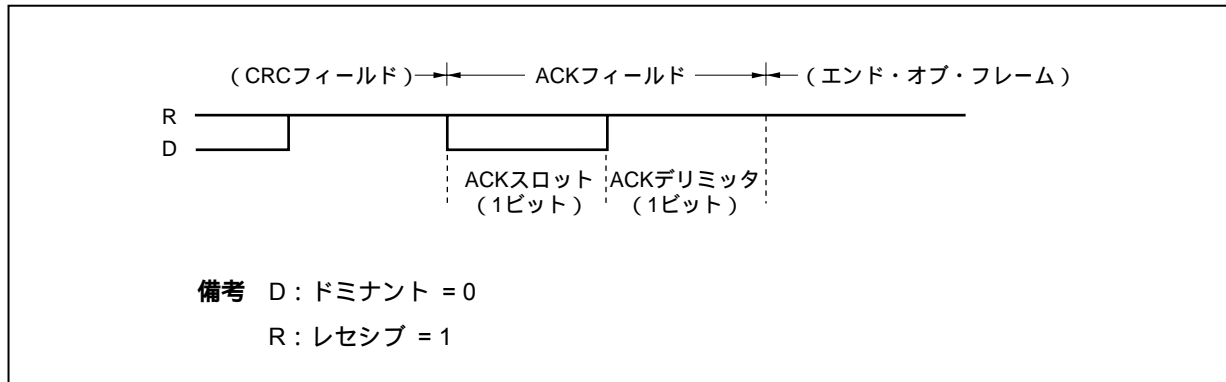 （CRCフィールド） ACKフィールド （エンド・オブ・フレーム）
R
D
ACKスロット ACKデリミッタ
（1ビット） （1ビット）
備考 D：ドミナント = 0
R：レセシブ = 1